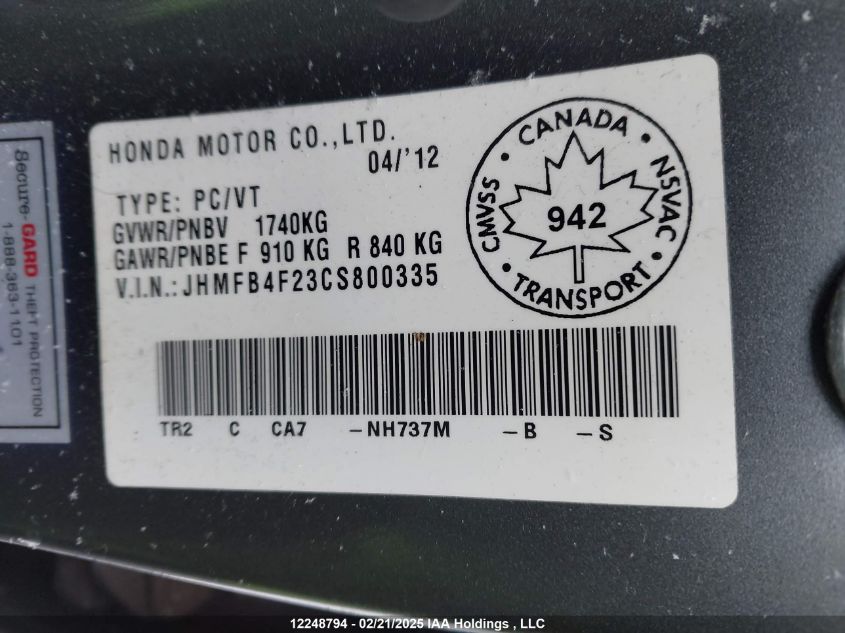 HONDA MOTOR CO.,LTD.
04/'12
TYPE: PC/VT
GVWR/PNBV 1740KG
GAWR/PNBE F 910 KG R 840 KG
V.I.N.: JHMFB4F23CS800335
• CANADA •
CMVSS
942
NSVAC
• TRANSPORT •
TR2 C CA7 -NH737M -B -S
Secure-GARD THEFT PROTECTION
1-888-363-1101
12248794 - 02/21/2025 IAA Holdings , LLC